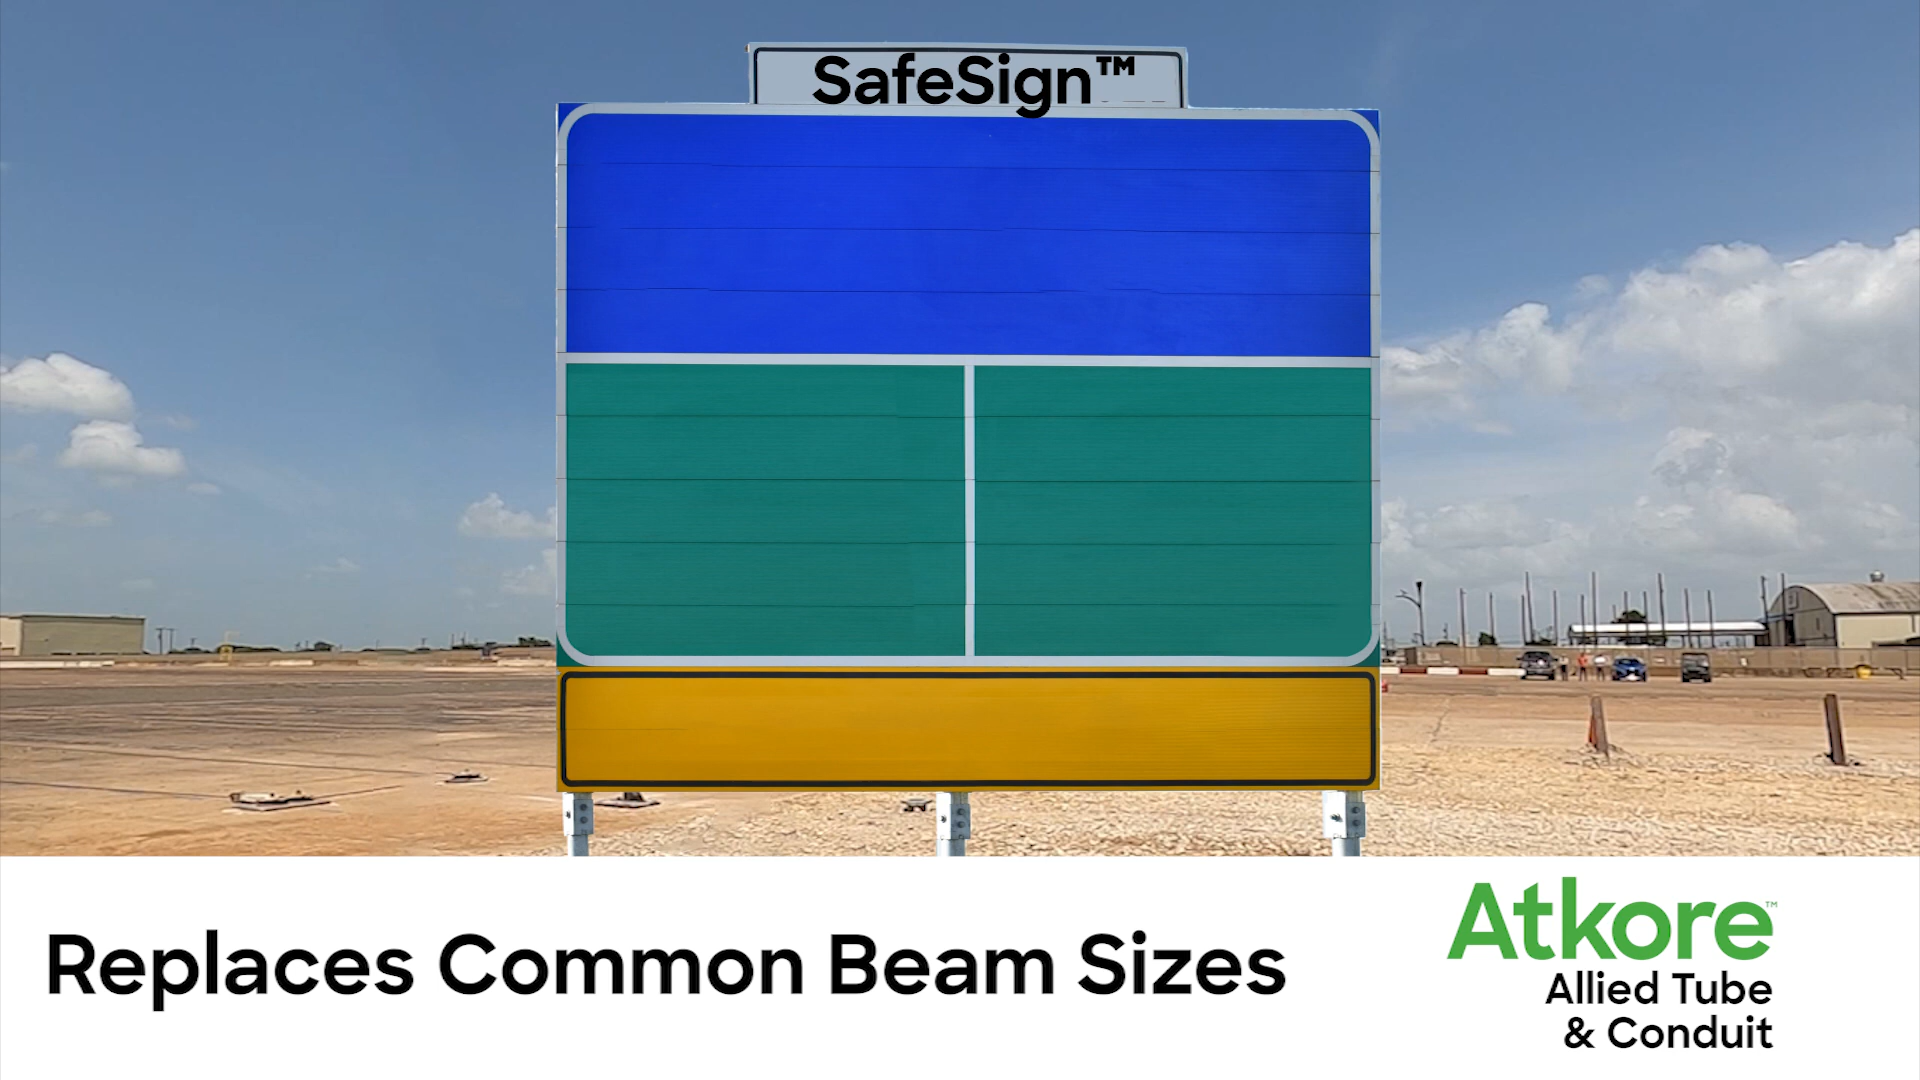 SafeSign™
Replaces Common Beam Sizes
Atkore™
Allied Tube
& Conduit